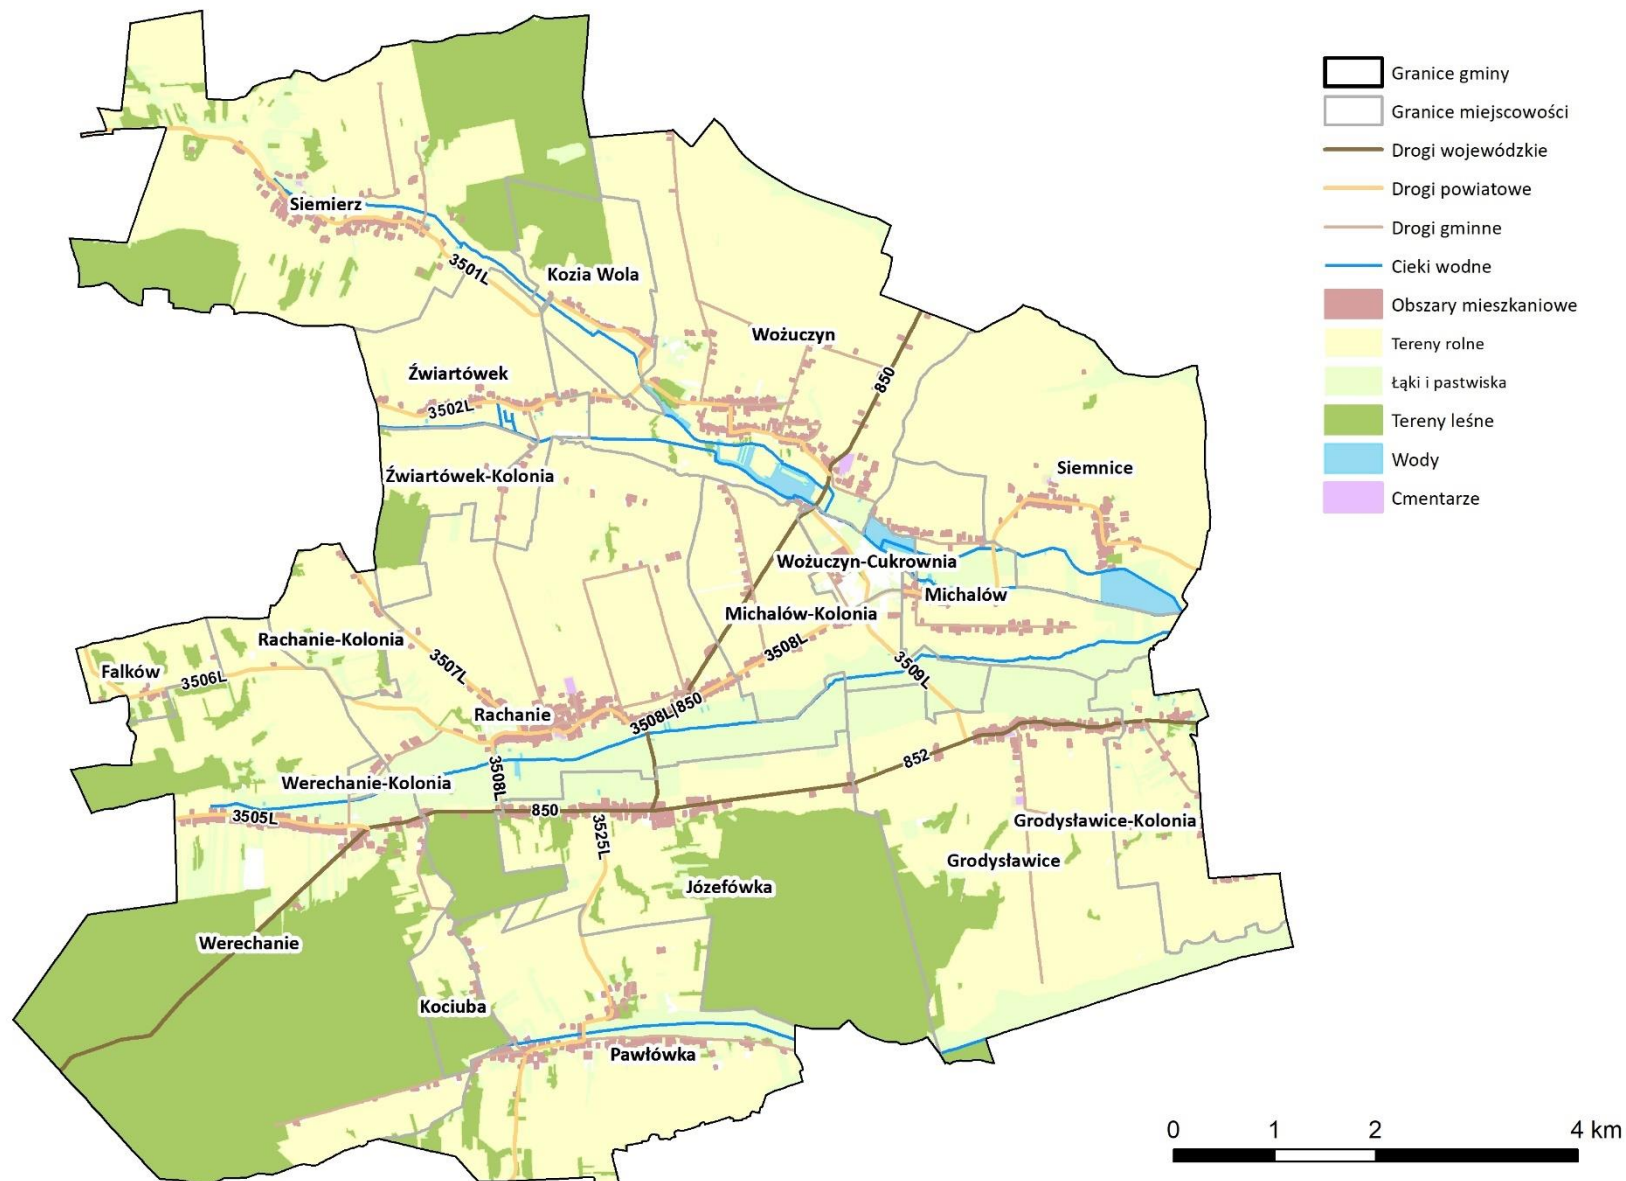 Granice gminy
Granice miejscowości
Drogi wojewódzkie
Drogi powiatowe
Drogi gminne
Cieki wodne
Obszary mieszkaniowe
Tereny rolne
Łąki i pastwiska
Tereny leśne
Wody
Cmentarze
Siemierz
3501L
Kozia Wola
Wożuczyn
850
Źwiartówek
3502L
Źwiartówek-Kolonia
Siemnice
Wożuczyn-Cukrownia
Michalów
Michalów-Kolonia
Rachanie-Kolonia
3508L
3507L
3509L
Falków
3506L
Rachanie
3508L|850
852
Werechanie-Kolonia
3508L
3505L
850
3525L
Grodysławice-Kolonia
Grodysławice
Józefówka
Werechanie
Kociuba
Pawłówka
0 1 2 4 km